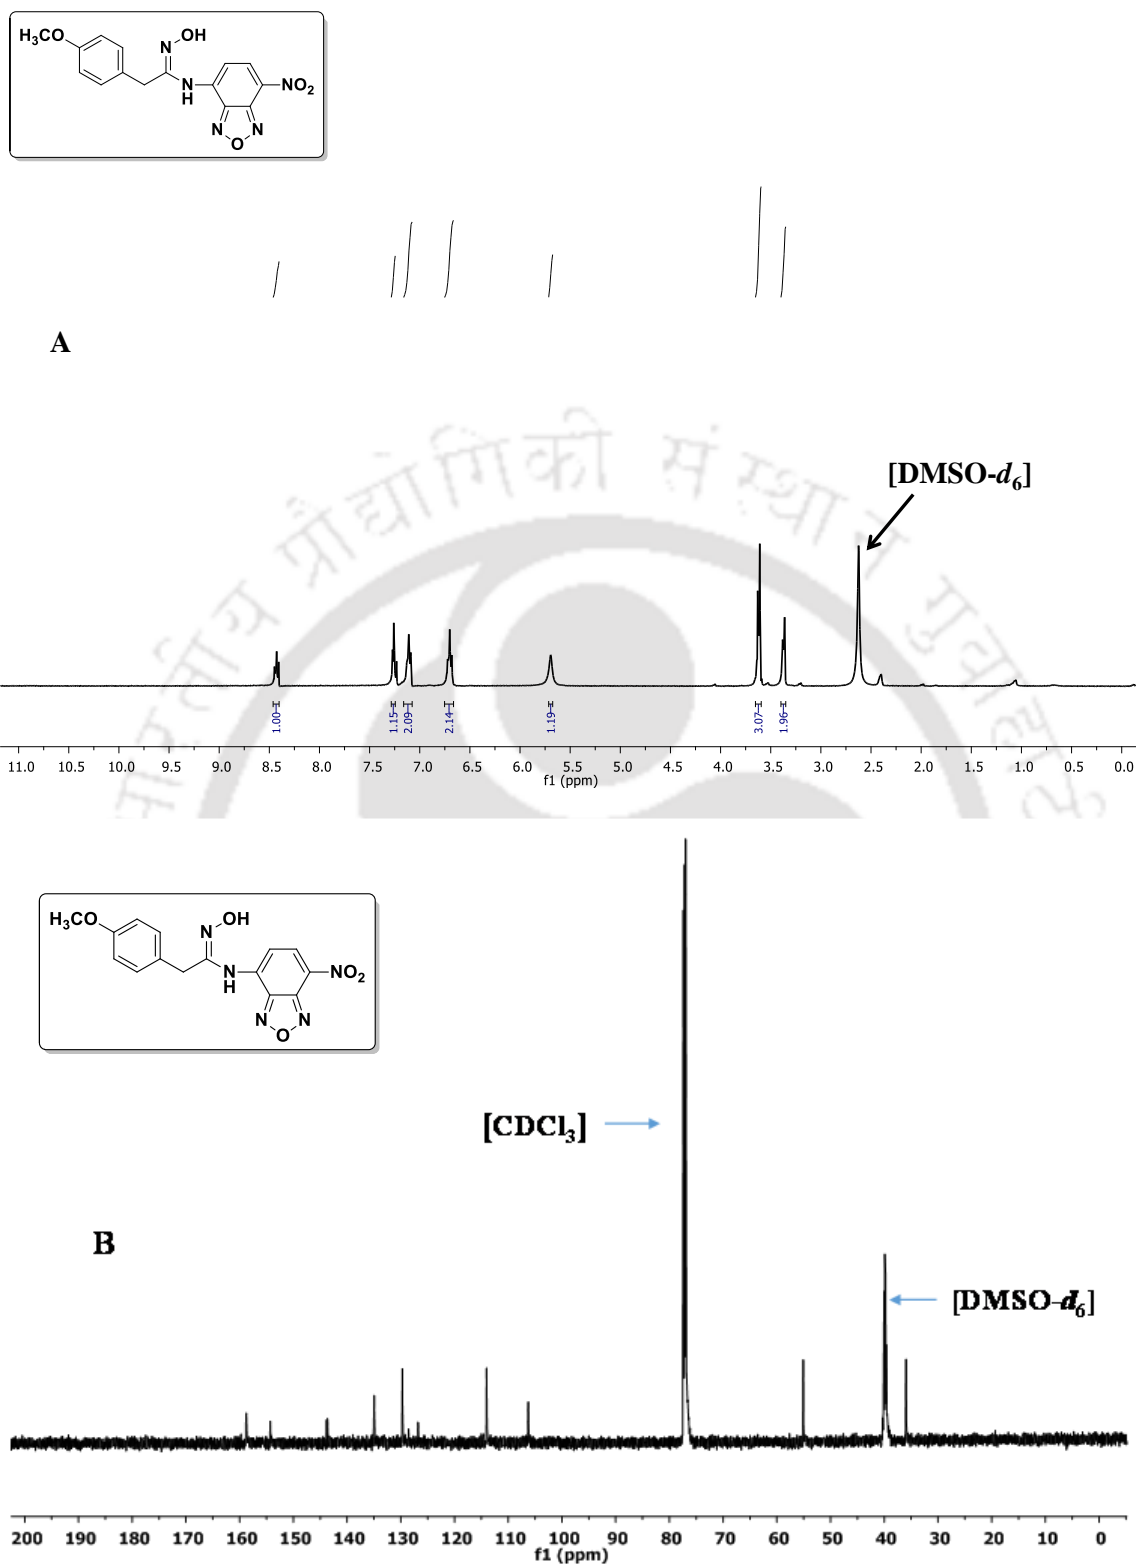 H3CO
N OH
N
H
NO2
N N
O
A
भारतीय प्रौद्योगिकी संस्थान गुवाहाटी
[DMSO-d6]
1.00
1.15
2.09
2.14
1.19
3.07
1.96
11.0 10.5 10.0 9.5 9.0 8.5 8.0 7.5 7.0 6.5 6.0 5.5 5.0 4.5 4.0 3.5 3.0 2.5 2.0 1.5 1.0 0.5 0.0
f1 (ppm)
H3CO
N OH
N
H
NO2
N N
O
[CDCl3]
B
[DMSO-d6]
200 190 180 170 160 150 140 130 120 110 100 90 80 70 60 50 40 30 20 10 0
f1 (ppm)